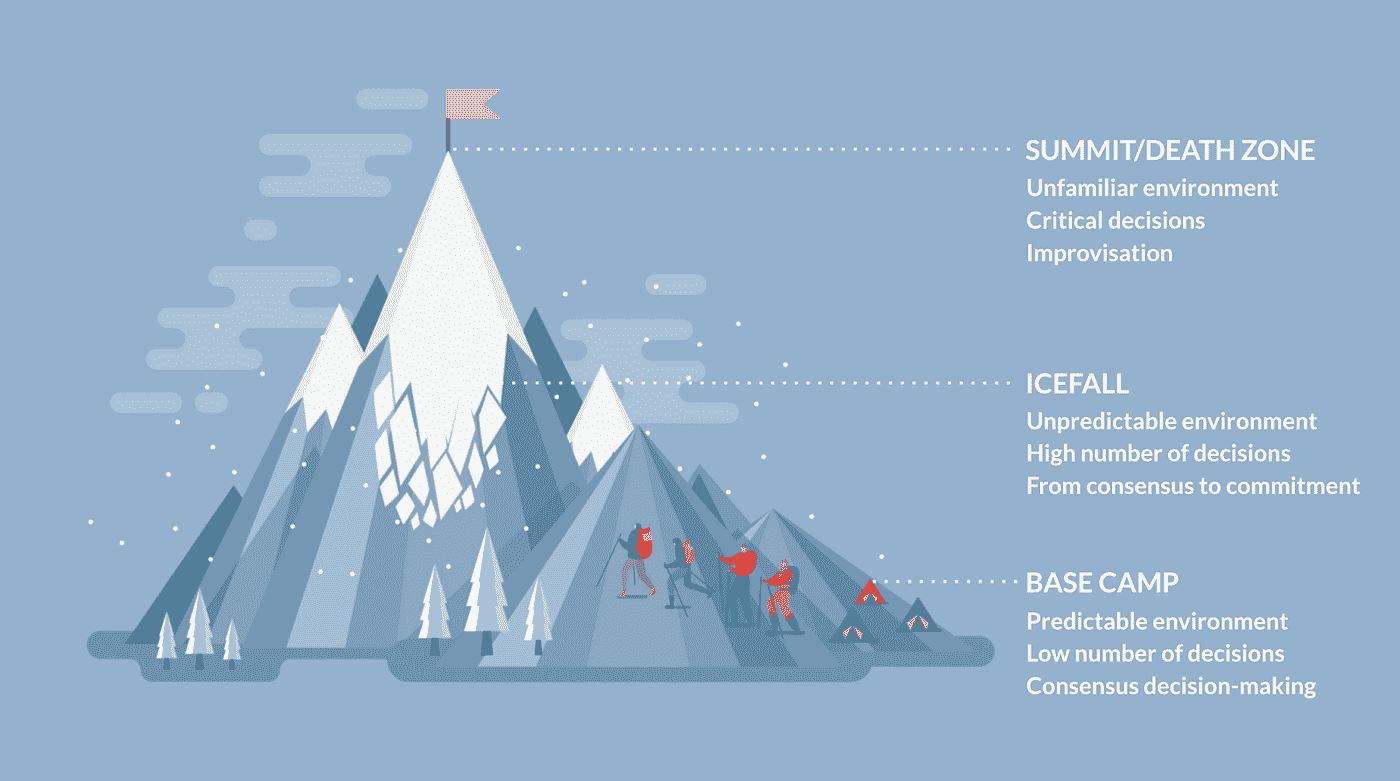 SUMMIT/DEATH ZONE
Unfamiliar environment
Critical decisions
Improvisation
ICEFALL
Unpredictable environment
High number of decisions
From consensus to commitment
BASE CAMP
Predictable environment
Low number of decisions
Consensus decision-making